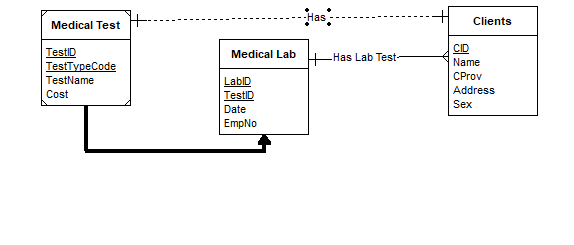 Medical Test
TestID
TestTypeCode
TestName
Cost
Has
Medical Lab
LabID
TestID
Date
EmpNo
Has Lab Test
Clients
CID
Name
CProv
Address
Sex